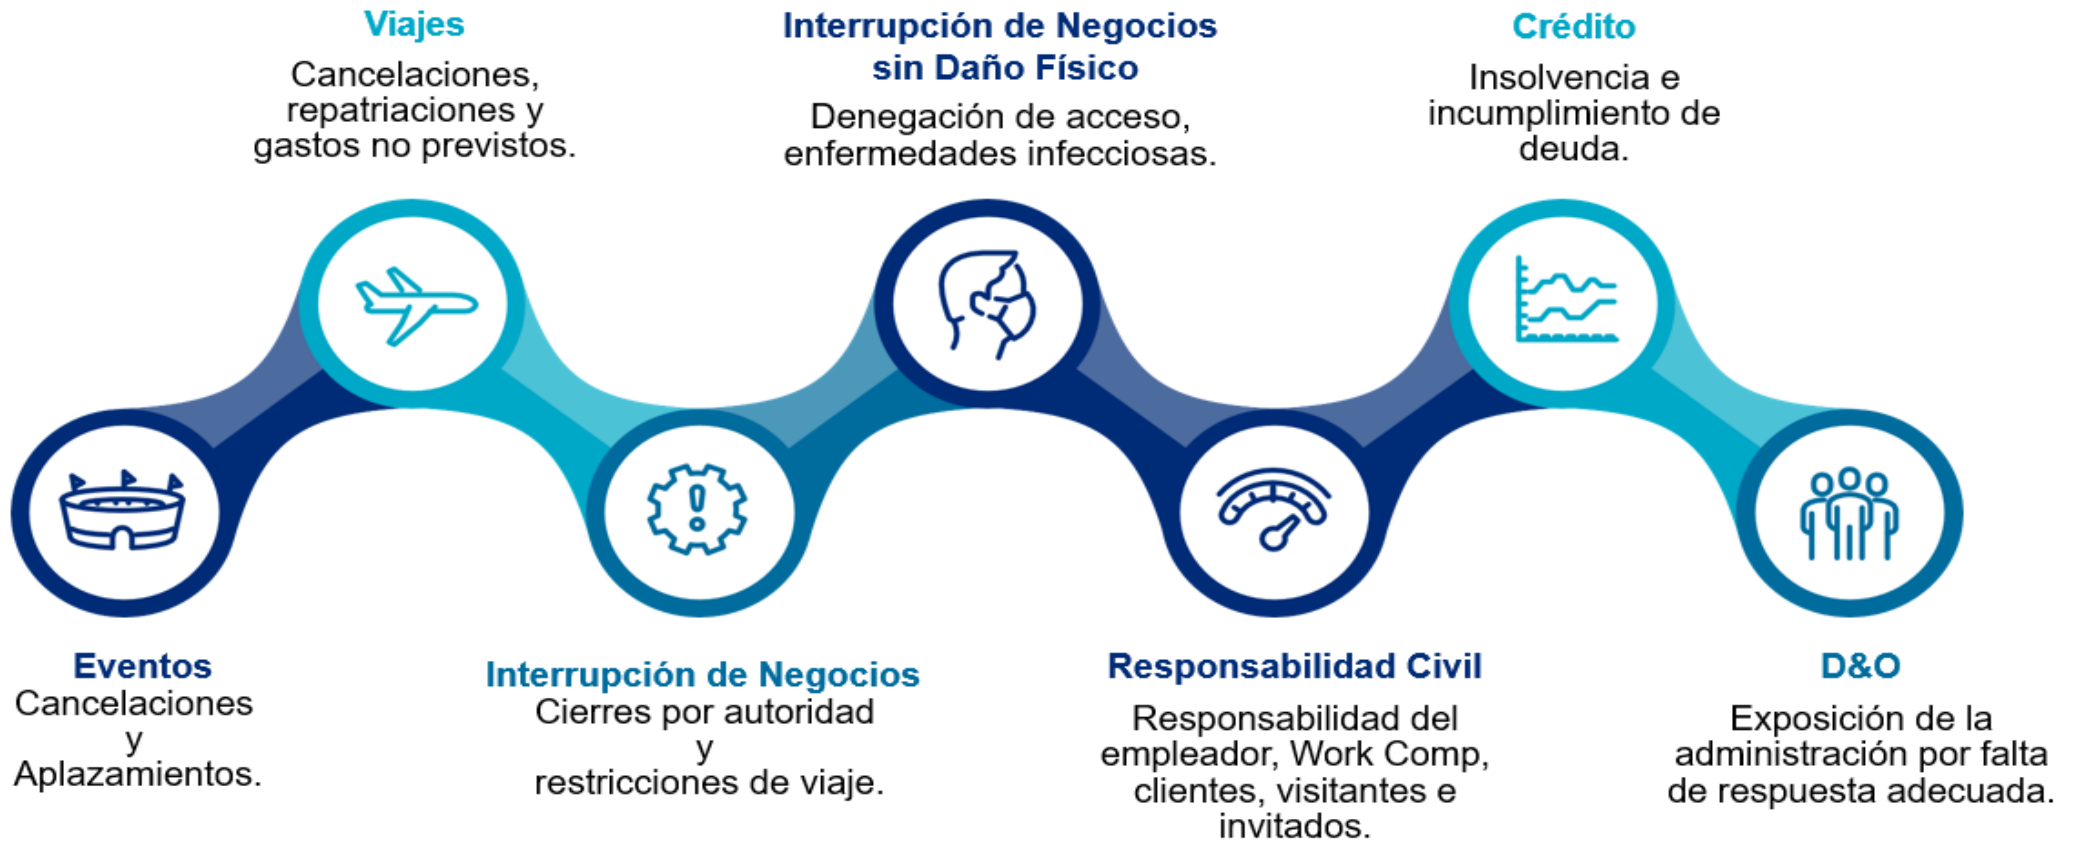 Viajes
Cancelaciones,
repatriaciones y
gastos no previstos.
Interrupción de Negocios
sin Daño Físico
Denegación de acceso,
enfermedades infecciosas.
Crédito
Insolvencia e
incumplimiento de
deuda.
Eventos
Cancelaciones
y
Aplazamientos.
Interrupción de Negocios
Cierres por autoridad
y
restricciones de viaje.
Responsabilidad Civil
Responsabilidad del
empleador, Work Comp,
clientes, visitantes e
invitados.
D&O
Exposición de la
administración por falta
de respuesta adecuada.